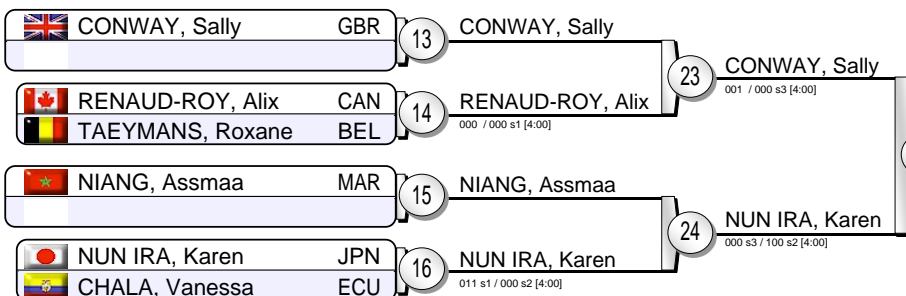 CONWAY, Sally GBR
13
CONWAY, Sally
23
CONWAY, Sally
001 / 000 s3 [4:00]
RENAUD-ROY, Alix CAN
TAEYMANS, Roxane BEL
14
RENAUD-ROY, Alix
000 / 000 s1 [4:00]
NIANG, Assmaa MAR
15
NIANG, Assmaa
24
NUN IRA, Karen
000 s3 / 100 s2 [4:00]
NUN IRA, Karen JPN
CHALA, Vanessa ECU
16
NUN IRA, Karen
011 s1 / 000 s2 [4:00]